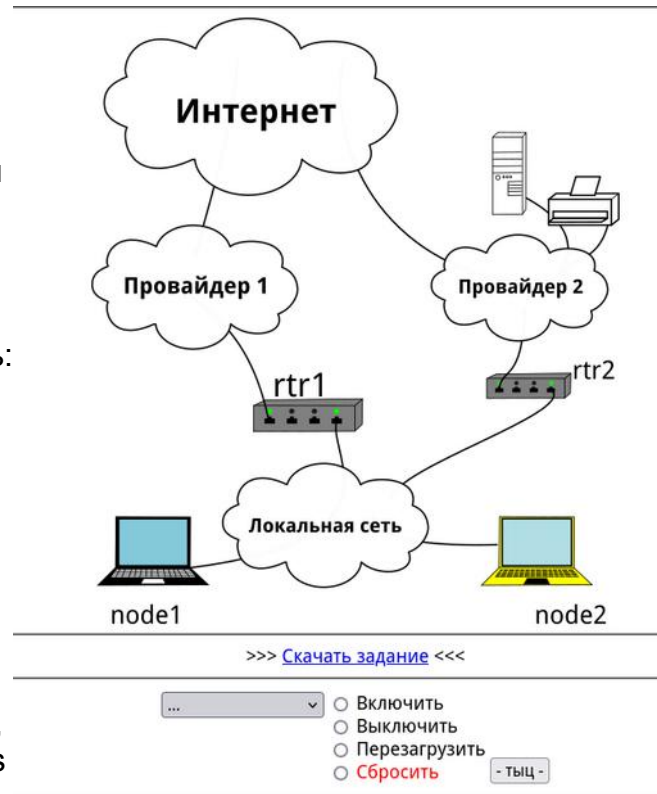 Интернет
Провайдер 1
Провайдер 2
ь:
rtr1
rtr2
Локальная сеть
node1
node2
>>> Скачать задание <<<
...
Включить
Выключить
Перезагрузить
s
Сбросить
- тыц -